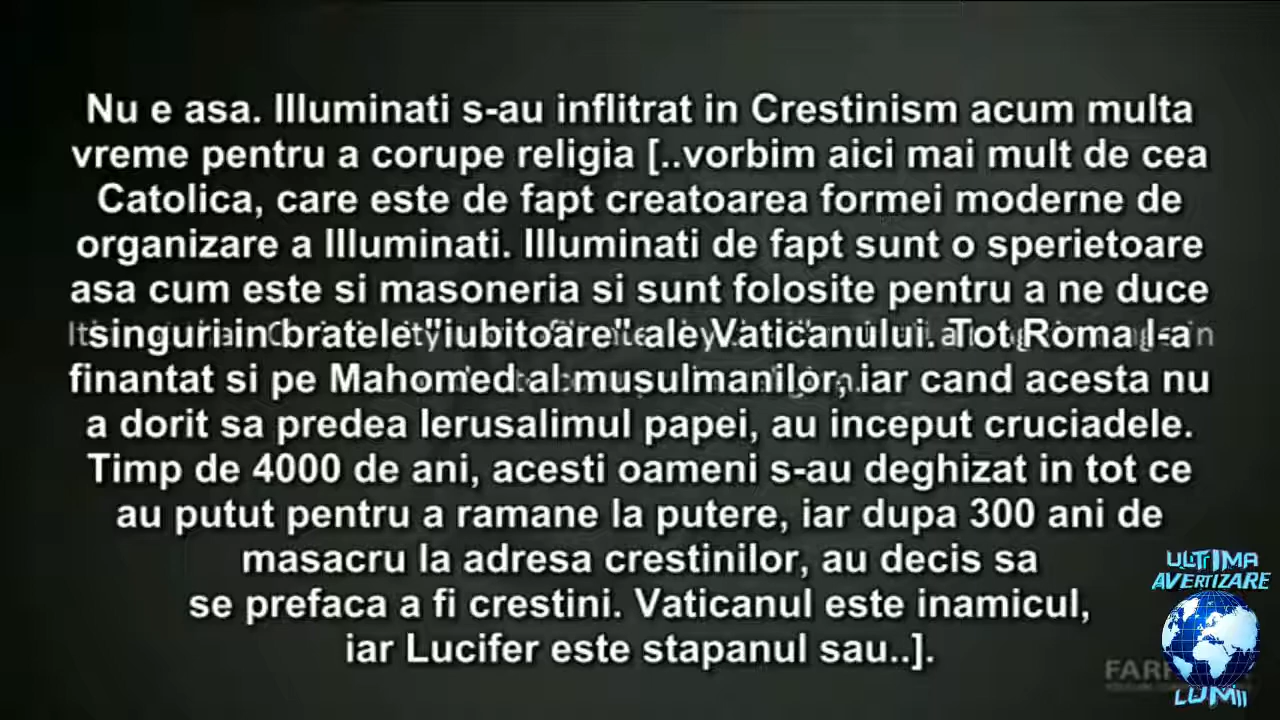 Nu e asa. Illuminati s-au inflitrat in Crestinism acum multa
vreme pentru a corupe religia [..vorbim aici mai mult de cea
Catolica, care este de fapt creatoarea formei moderne de
organizare a Illuminati. Illuminati de fapt sunt o sperietoare
asa cum este si masoneria si sunt folosite pentru a ne duce
singuri in bratele "iubitoare" ale Vaticanului. Tot Roma l-a
finantat si pe Mahomed al musulmanilor, iar cand acesta nu
a dorit sa predea Ierusalimul papei, au inceput cruciadele.
Timp de 4000 de ani, acesti oameni s-au deghizat in tot ce
au putut pentru a ramane la putere, iar dupa 300 ani de
masacru la adresa crestinilor, au decis sa
se prefaca a fi crestini. Vaticanul este inamicul,
iar Lucifer este stapanul sau..].
ULTIMA
AVERTIZARE
LUMII